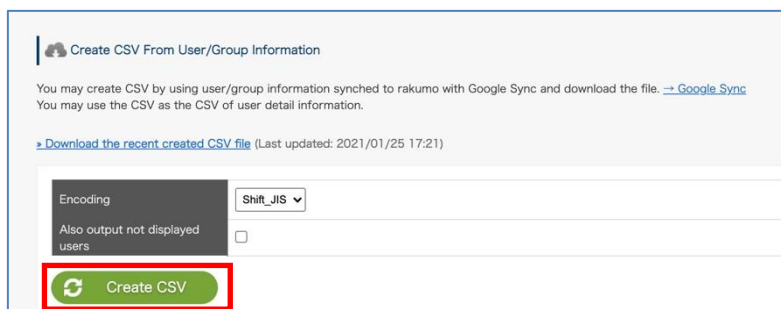 Create CSV From User/Group Information
You may create CSV by using user/group information synched to rakumo with Google Sync and download the file. → Google Sync
You may use the CSV as the CSV of user detail information.
» Download the recent created CSV file (Last updated: 2021/01/25 17:21)
Encoding
Shift_JIS
Also output not displayed
users
Create CSV